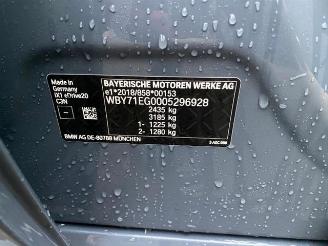 Made in
Germany
iX1 eDrive20
C3N
BAYERISCHE MOTOREN WERKE AG
e1*2018/858*00153
WBY71EG0005296928
2435 kg
3185 kg
1- 1225 kg
2- 1280 kg
BMW AG DE-80788 MÜNCHEN